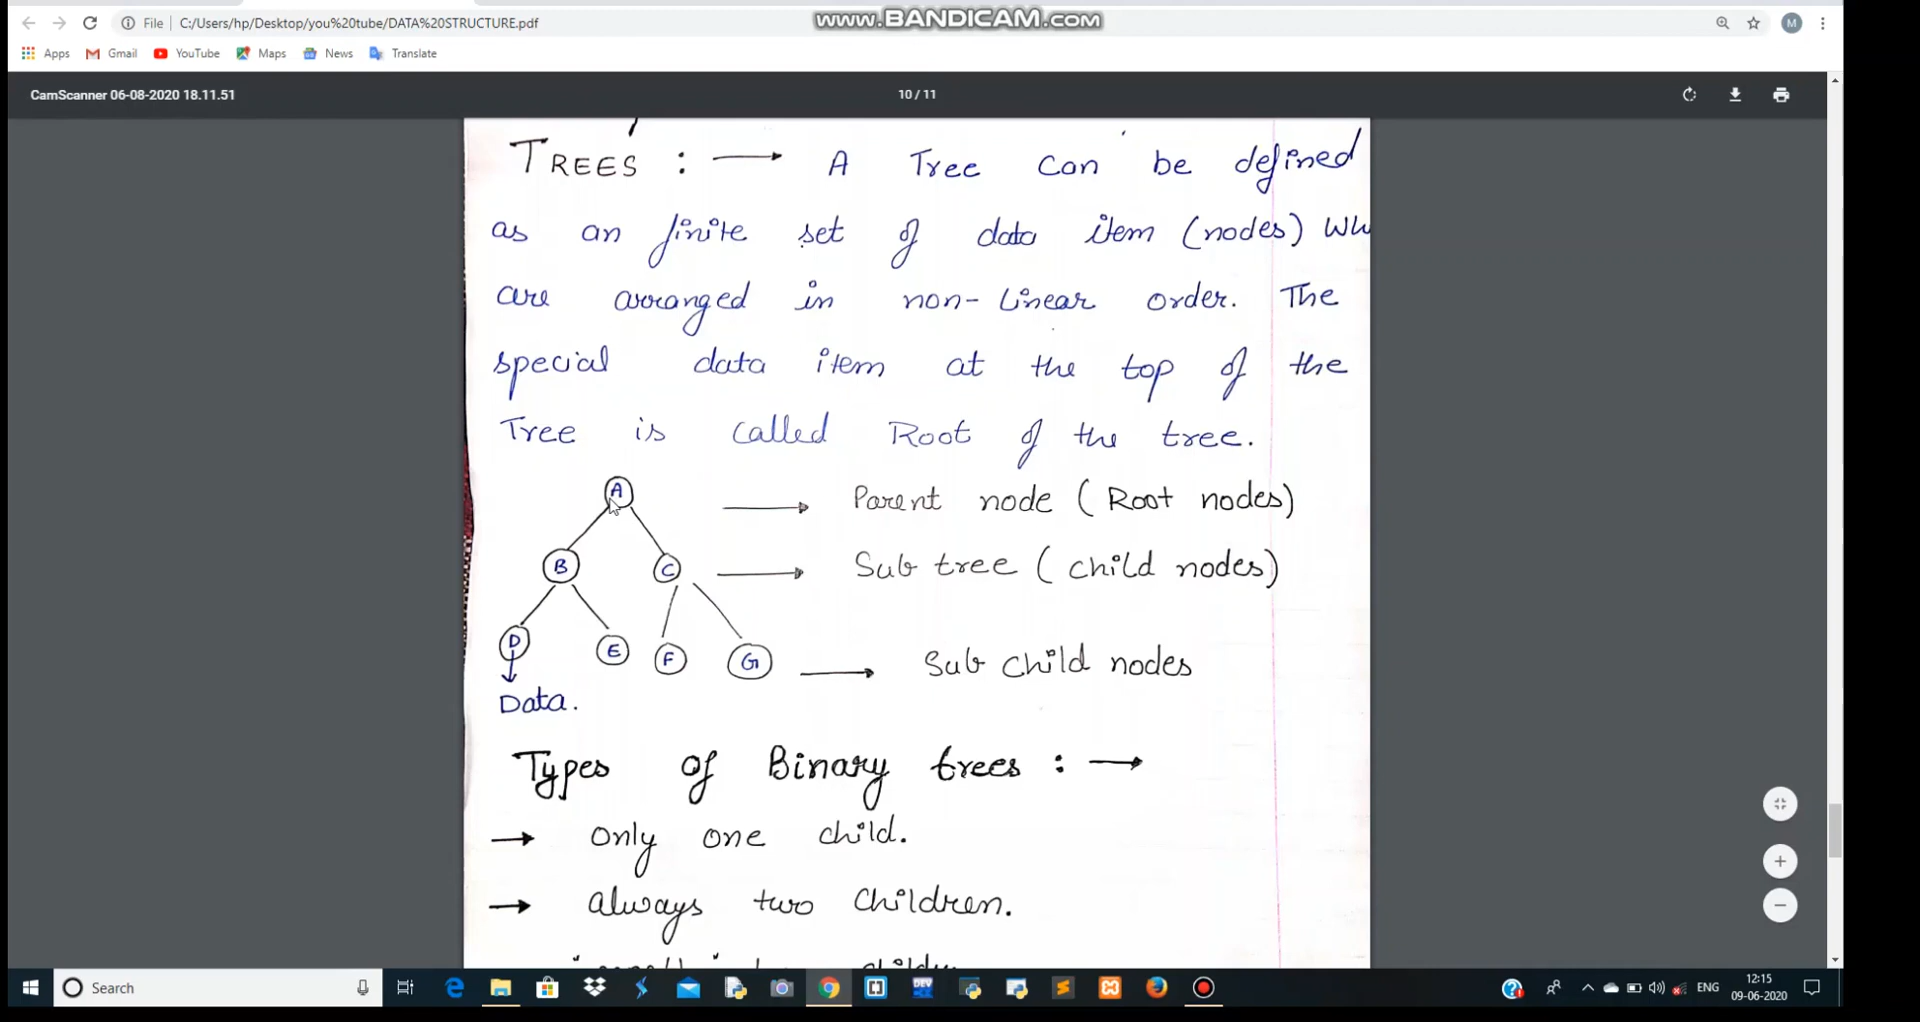 www.BANDICAM.com
File C:/Users/hp/Desktop/you%20tube/DATA%20STRUCTURE.pdf
M
Apps Gmail YouTube Maps News Translate
CamScanner 06-08-2020 18.11.51
10 / 11
TREES : → A Tree can be defined
as an finite set of data item (nodes)
are arranged in non-Linear order. The
special data item at the top of the
Tree is called Root of the tree.
A → Parent node ( Root nodes)
B C → Sub tree ( child nodes)
D E F G → Sub child nodes
Data.
Types of Binary trees : →
→ only one child.
→ always two children.
Search
DEV
ENG
12:15
09-06-2020